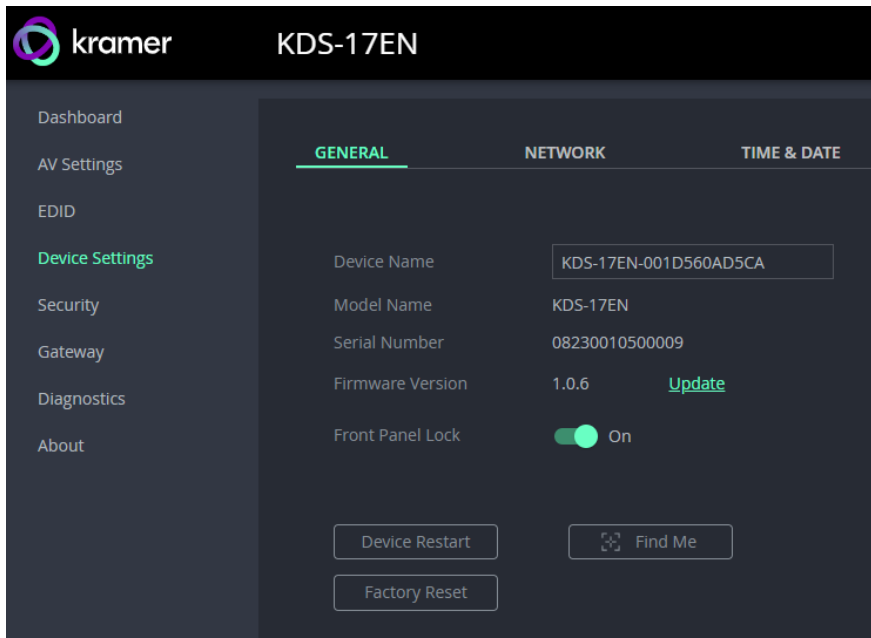 kramer
KDS-17EN
Dashboard
AV Settings
EDID
Device Settings
Security
Gateway
Diagnostics
About
GENERAL NETWORK TIME & DATE
Device Name KDS-17EN-001D560AD5CA
Model Name KDS-17EN
Serial Number 08230010500009
Firmware Version 1.0.6 Update
Front Panel Lock On
Device Restart Find Me
Factory Reset